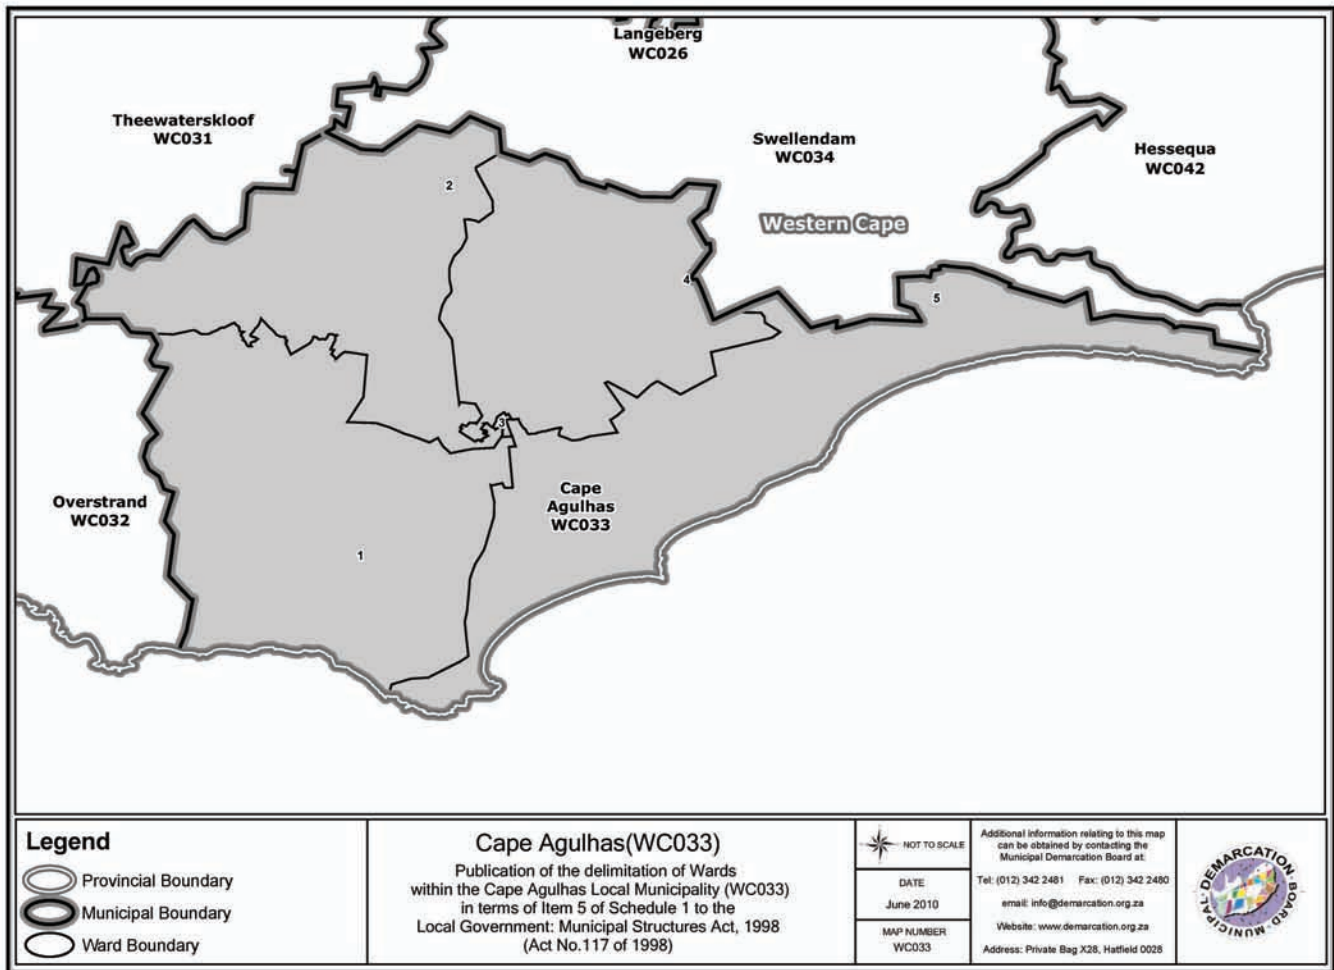 Langeberg
WC026
Theewaterskloof
WC031
Swellendam
WC034
Hessequa
WC042
2
Western Cape
4
5
3
Overstrand
WC032
Cape
Agulhas
WC033
1
Legend
Provincial Boundary
Municipal Boundary
Ward Boundary
Cape Agulhas(WC033)
Publication of the delimitation of Wards
within the Cape Agulhas Local Municipality (WC033)
in terms of Item 5 of Schedule 1 to the
Local Government: Municipal Structures Act, 1998
(Act No.117 of 1998)
NOT TO SCALE
DATE
June 2010
MAP NUMBER
WC033
Additional information relating to this map
can be obtained by contacting the
Municipal Demarcation Board at:
Tel: (012) 342 2481 Fax: (012) 342 2480
email: info@demarcation.org.za
Website: www.demarcation.org.za
Address: Private Bag X28, Hatfield 0028
MUNICIPAL · DEMARCATION · BOARD